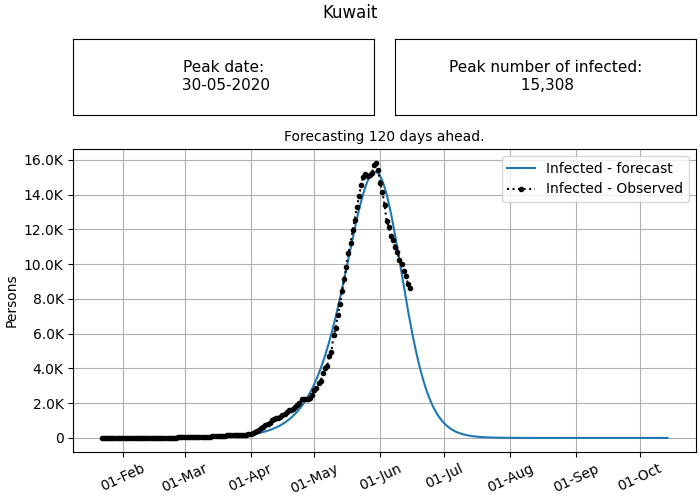 Kuwait
Peak date:
30-05-2020
Peak number of infected:
15,308
Forecasting 120 days ahead.
Infected - forecast
Infected - Observed
Persons
16.0K
14.0K
12.0K
10.0K
8.0K
6.0K
4.0K
2.0K
0
01-Feb
01-Mar
01-Apr
01-May
01-Jun
01-Jul
01-Aug
01-Sep
01-Oct